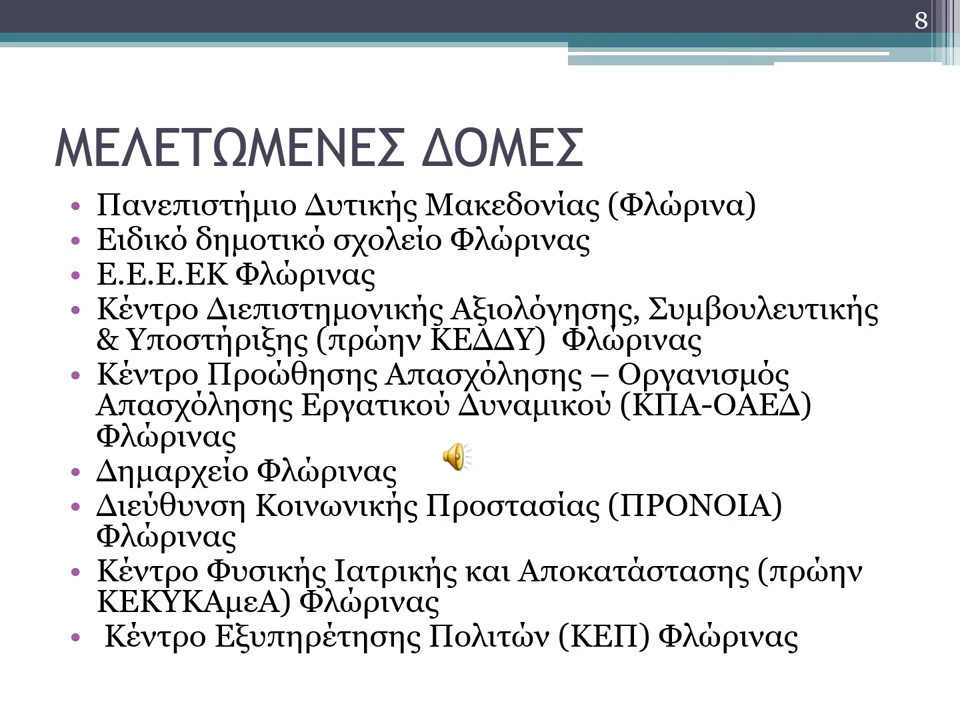 8
ΜΕΛΕΤΩΜΕΝΕΣ ΔΟΜΕΣ
• Πανεπιστήμιο Δυτικής Μακεδονίας (Φλώρινα)
• Ειδικό δημοτικό σχολείο Φλώρινας
• Ε.Ε.Ε.ΕΚ Φλώρινας
• Κέντρο Διεπιστημονικής Αξιολόγησης, Συμβουλευτικής
& Υποστήριξης (πρώην ΚΕΔΔΥ) Φλώρινας
• Κέντρο Προώθησης Απασχόλησης – Οργανισμός
Απασχόλησης Εργατικού Δυναμικού (ΚΠΑ-ΟΑΕΔ)
Φλώρινας
• Δημαρχείο Φλώρινας
• Διεύθυνση Κοινωνικής Προστασίας (ΠΡΟΝΟΙΑ)
Φλώρινας
• Κέντρο Φυσικής Ιατρικής και Αποκατάστασης (πρώην
ΚΕΚΥΚΑμεΑ) Φλώρινας
• Κέντρο Εξυπηρέτησης Πολιτών (ΚΕΠ) Φλώρινας